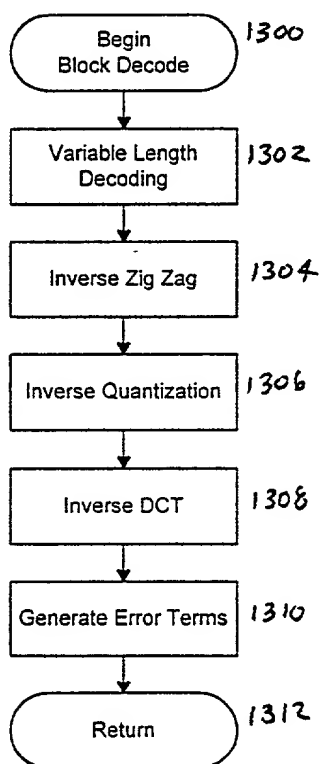 Begin
Block Decode
1300
Variable Length
Decoding
1302
Inverse Zig Zag
1304
Inverse Quantization
1306
Inverse DCT
1308
Generate Error Terms
1310
Return
1312